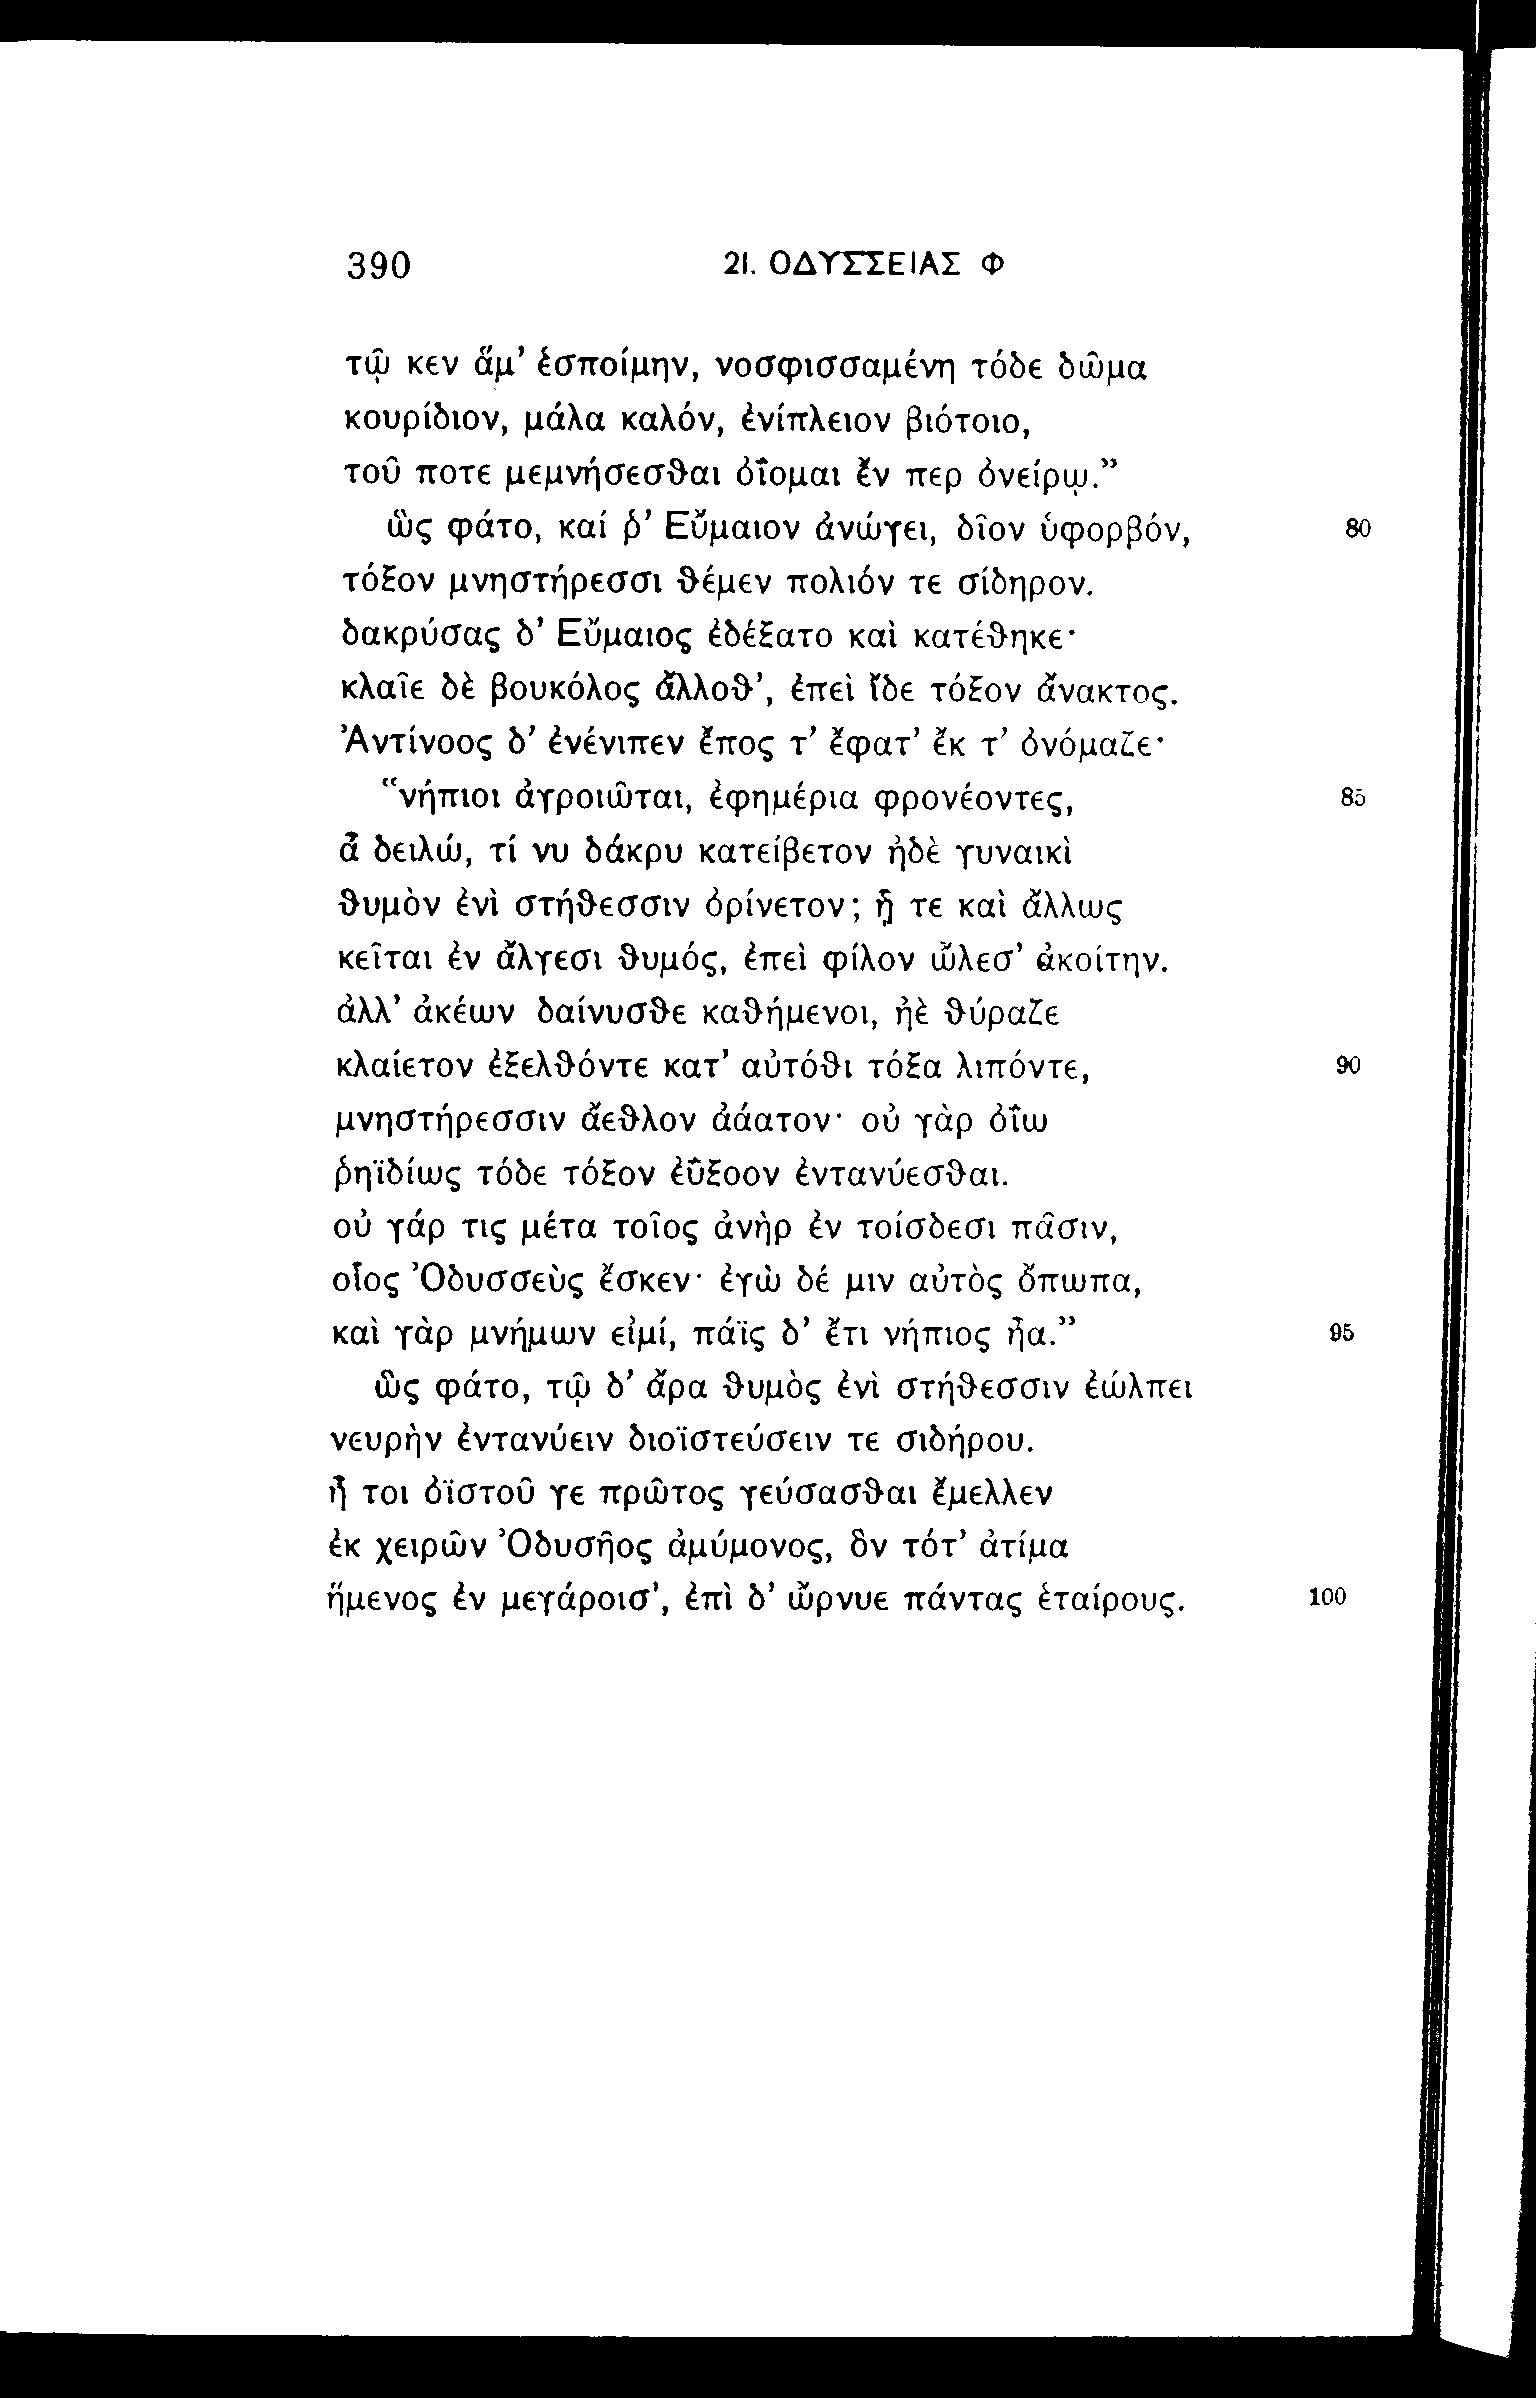 390 21. ΟΔΥΣΣΕΙΑΣ Φ
τῷ κεν ἅμ’ ἑσποίμην, νοσφισσαμένη τόδε δῶμα
κουρίδιον, μάλα καλόν, ἐνίπλειον βιότοιο,
τοῦ ποτε μεμνήσεσθαι ὀΐομαι ἔν περ ὀνείρῳ.”
ὣς φάτο, καί ῥ’ Εὔμαιον ἀνώγει, δῖον ὑφορβόν, 80
τόξον μνηστήρεσσι θέμεν πολιόν τε σίδηρον.
δακρύσας δ’ Εὔμαιος ἐδέξατο καὶ κατέθηκε·
κλαῖε δὲ βουκόλος ἄλλοθ’, ἐπεὶ ἴδε τόξον ἄνακτος.
Ἀντίνοος δ’ ἐνένιπεν ἔπος τ’ ἔφατ’ ἔκ τ’ ὀνόμαζε·
“νήπιοι ἀγροιῶται, ἐφημέρια φρονέοντες, 85
ἆ δειλώ, τί νυ δάκρυ κατείβετον ἠδὲ γυναικὶ
θυμὸν ἐνὶ στήθεσσιν ὀρίνετον; ᾗ τε καὶ ἄλλως
κεῖται ἐν ἄλγεσι θυμός, ἐπεὶ φίλον ὤλεσ’ ἀκοίτην.
ἀλλ’ ἀκέων δαίνυσθε καθήμενοι, ἠὲ θύραζε
κλαίετον ἐξελθόντε κατ’ αὐτόθι τόξα λιπόντε, 90
μνηστήρεσσιν ἄεθλον ἀάατον· οὐ γὰρ ὀΐω
ῥηϊδίως τόδε τόξον ἐΰξοον ἐντανύεσθαι.
οὐ γάρ τις μέτα τοῖος ἀνὴρ ἐν τοίσδεσι πᾶσιν,
οἷος Ὀδυσσεὺς ἔσκεν· ἐγὼ δέ μιν αὐτὸς ὄπωπα,
καὶ γὰρ μνήμων εἰμί, πάϊς δ’ ἔτι νήπιος ἦα.” 95
ὣς φάτο, τῷ δ’ ἄρα θυμὸς ἐνὶ στήθεσσιν ἐώλπει
νευρὴν ἐντανύειν διοϊστεύσειν τε σιδήρου.
ἦ τοι ὀϊστοῦ γε πρῶτος γεύσασθαι ἔμελλεν
ἐκ χειρῶν Ὀδυσῆος ἀμύμονος, ὃν τότ’ ἀτίμα
ἥμενος ἐν μεγάροισ’, ἐπὶ δ’ ὤρνυε πάντας ἑταίρους. 100